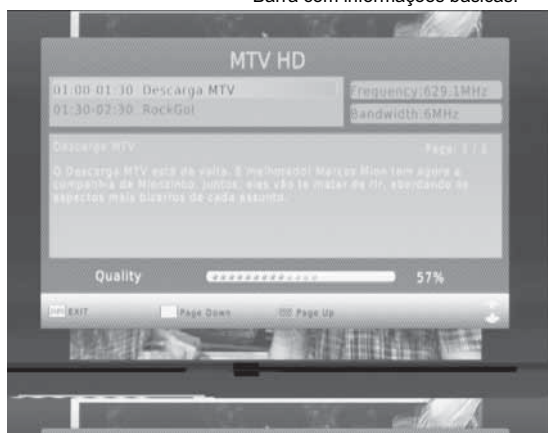 Barra com informações básicas.
MTV HD
01:00-01:30 Descarga MTV
01:30-02:30 RockGol
Frequency:629.1MHz
Bandwidth:6MHz
Descarga MTV
Page: 1 / 1
O Descarga MTV está de volta. E melhorado! Marcos Mion tem agora a
companhia de Mionzinho. Juntos, eles vão te matar de rir, abordando os
aspectos mais bizarros de cada assunto.
Quality
57%
EXIT
Page Down
Page Up